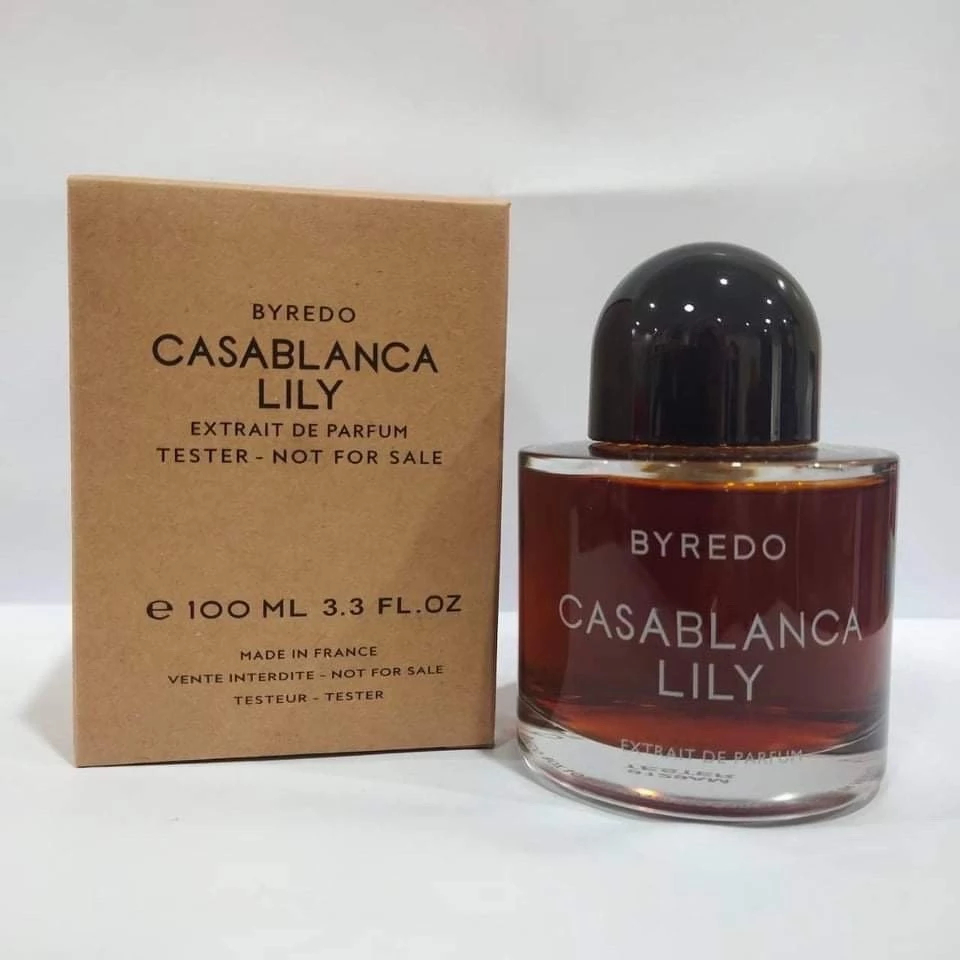 BYREDO
CASABLANCA
LILY
EXTRAIT DE PARFUM
TESTER - NOT FOR SALE
e 100 ML 3.3 FL.OZ
MADE IN FRANCE
VENTE INTERDITE - NOT FOR SALE
TESTEUR - TESTER
BYREDO
CASABLANCA
LILY
EXTRAIT DE PARFUM
TESTER